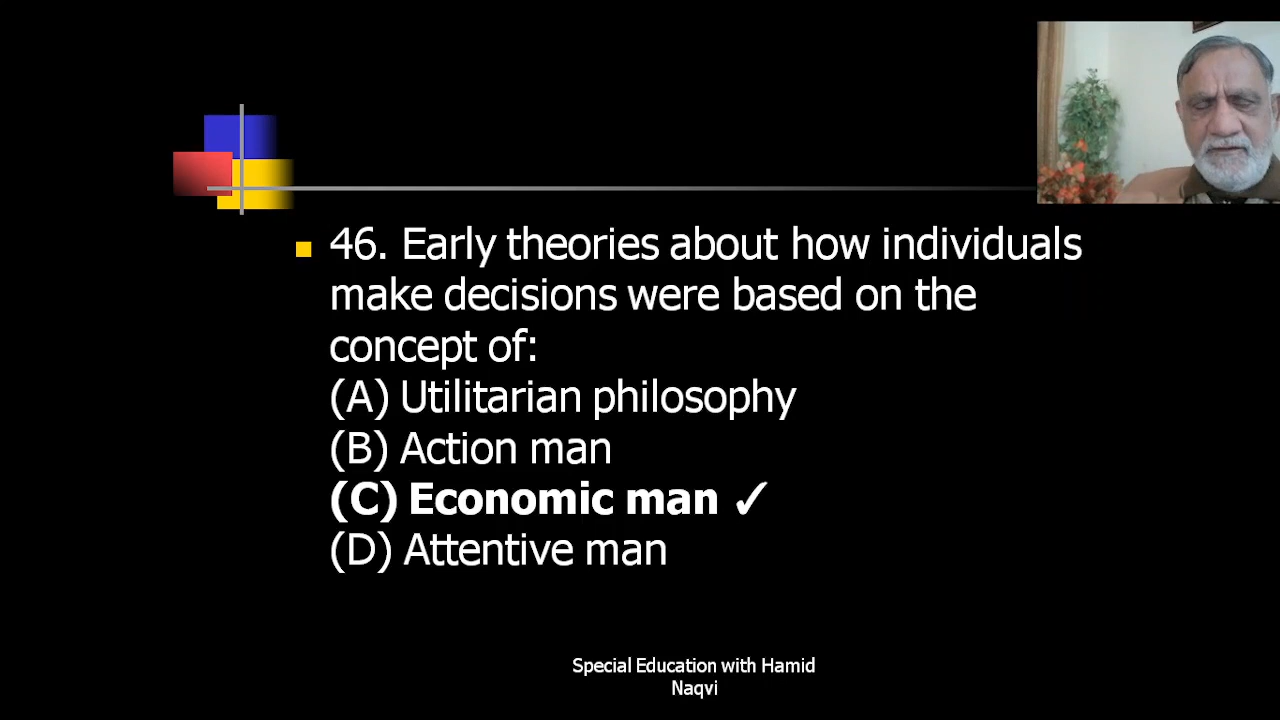 46. Early theories about how individuals
make decisions were based on the
concept of:
(A) Utilitarian philosophy
(B) Action man
(C) Economic man ✓
(D) Attentive man
Special Education with Hamid
Naqvi